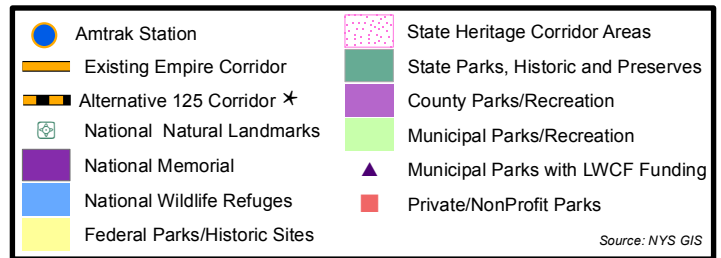 Amtrak Station
Existing Empire Corridor
Alternative 125 Corridor *
National Natural Landmarks
National Memorial
National Wildlife Refuges
Federal Parks/Historic Sites
State Heritage Corridor Areas
State Parks, Historic and Preserves
County Parks/Recreation
Municipal Parks/Recreation
Municipal Parks with LWCF Funding
Private/NonProfit Parks
Source: NYS GIS